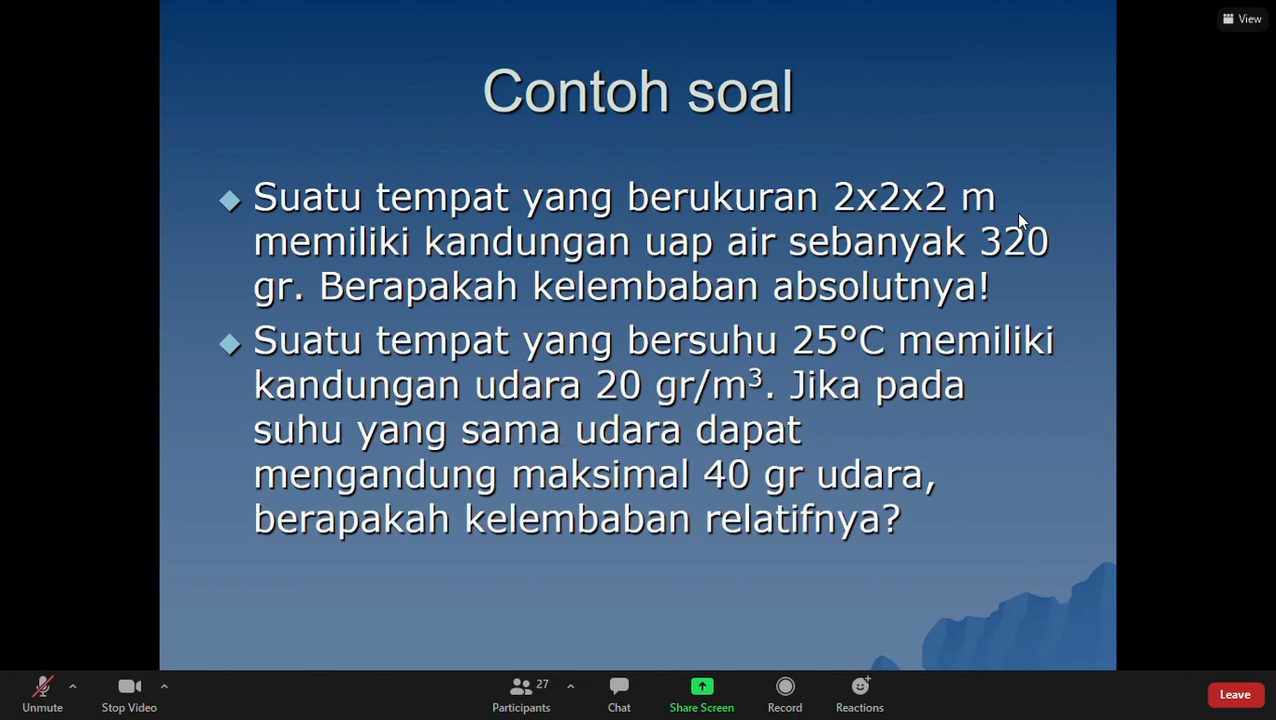 View
Contoh soal
Suatu tempat yang berukuran 2x2x2 m
memiliki kandungan uap air sebanyak 320
gr. Berapakah kelembaban absolutnya!
Suatu tempat yang bersuhu 25°C memiliki
kandungan udara 20 gr/m³. Jika pada
suhu yang sama udara dapat
mengandung maksimal 40 gr udara,
berapakah kelembaban relatifnya?
27
Unmute Stop Video Participants Chat Share Screen Record Reactions Leave